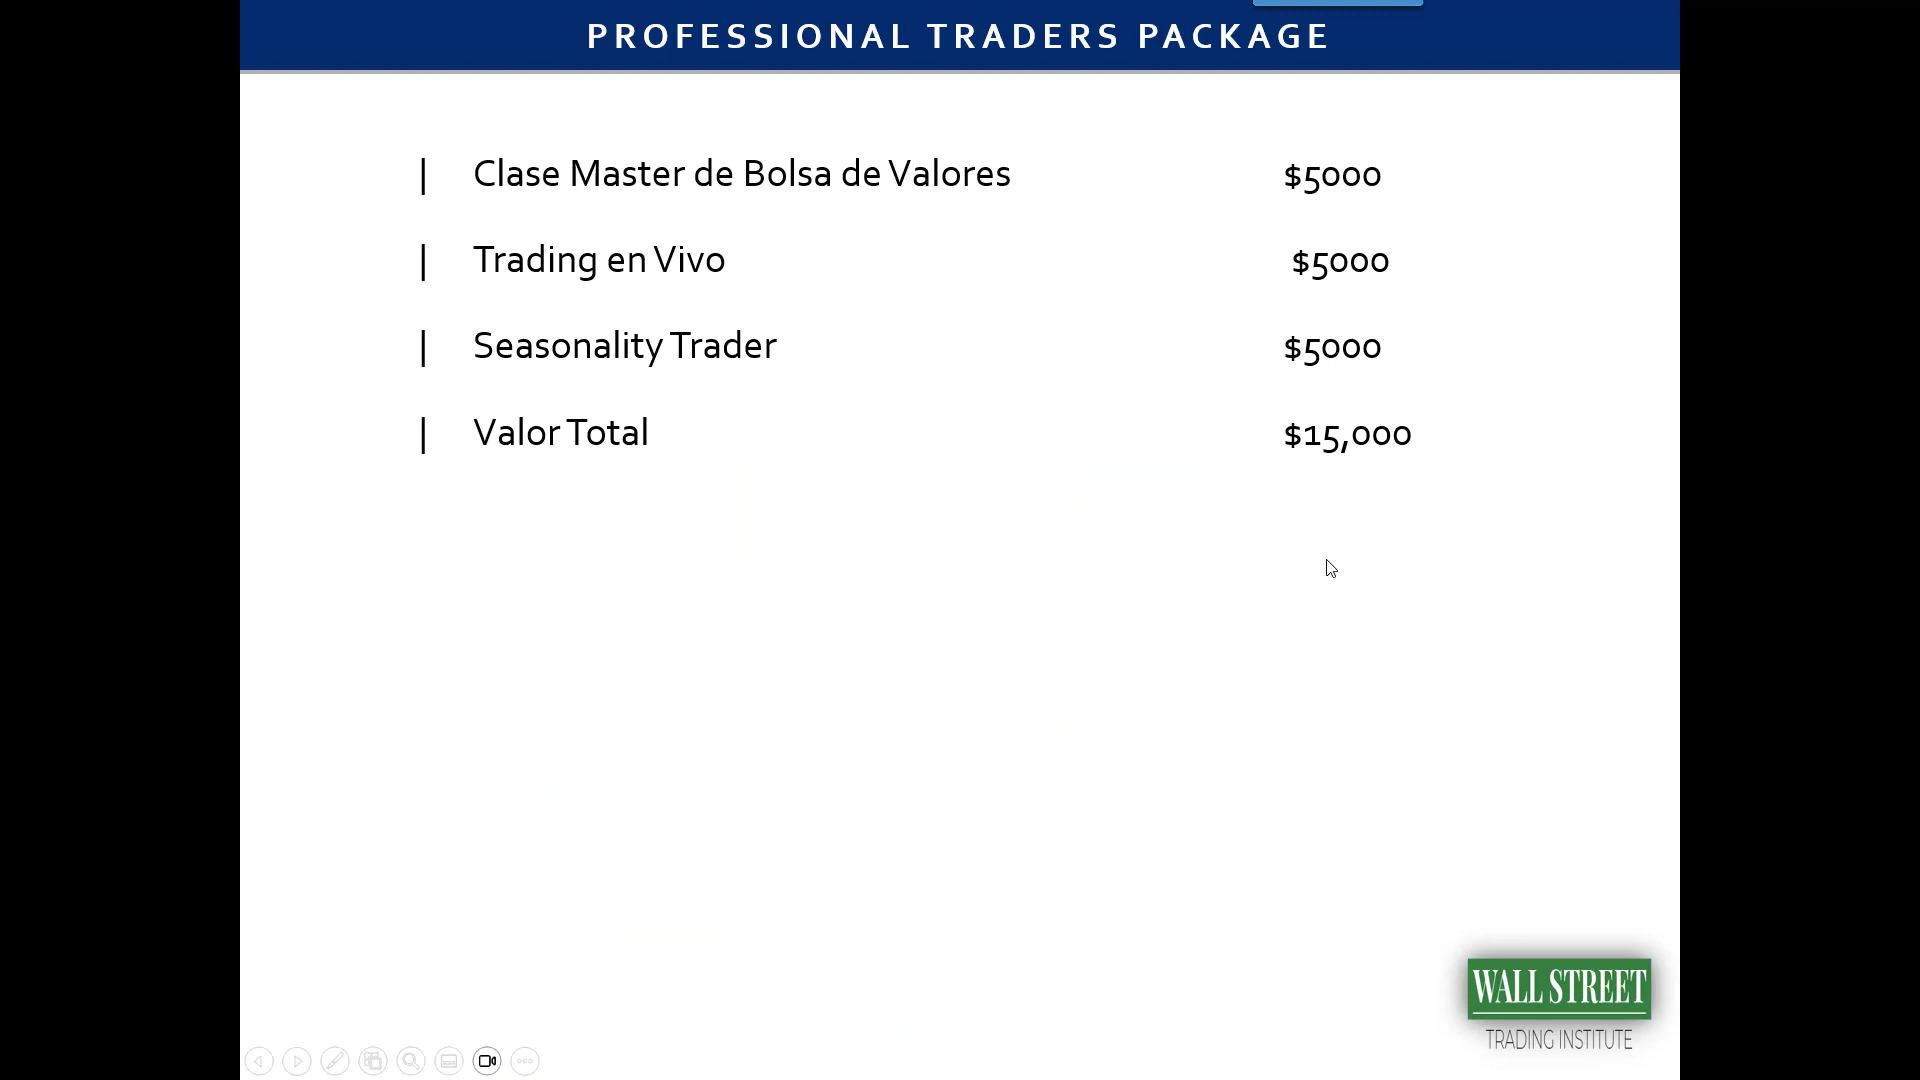 PROFESSIONAL TRADERS PACKAGE
| Clase Master de Bolsa de Valores $5000
| Trading en Vivo $5000
| Seasonality Trader $5000
| Valor Total $15,000
WALL STREET
TRADING INSTITUTE